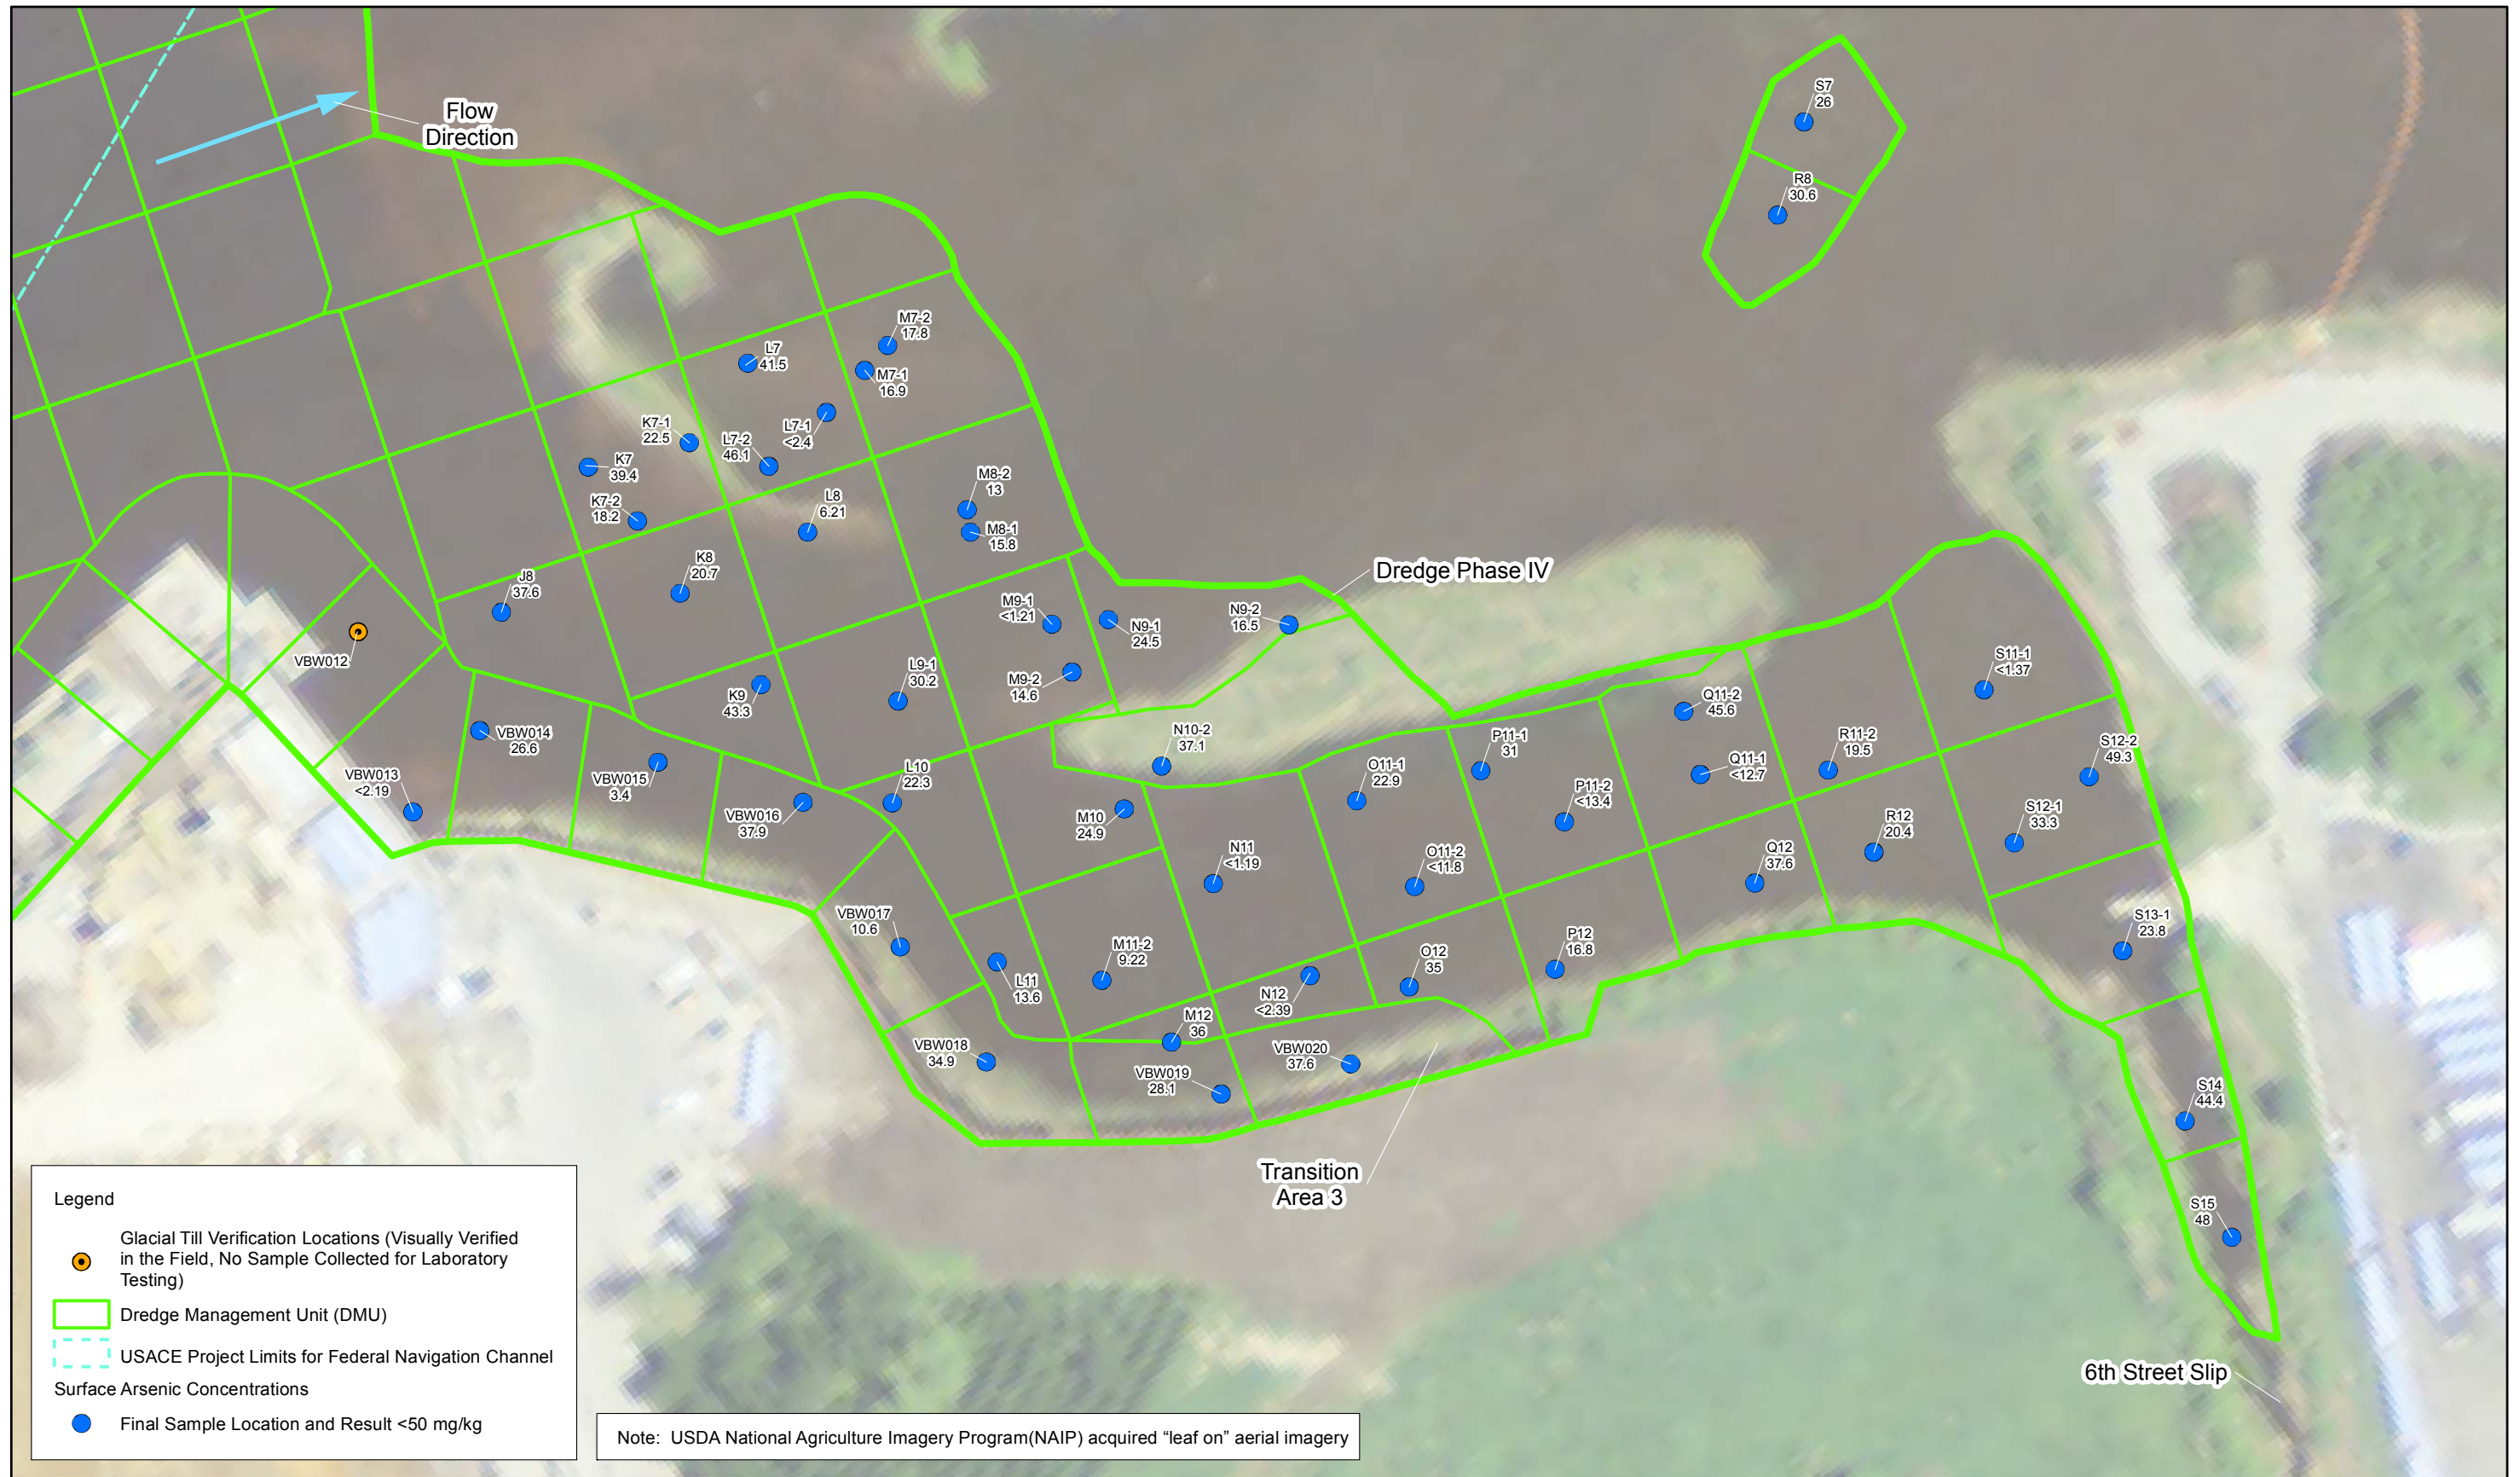 Flow
Direction
S7
26
R8
30.6
M7-2
17.8
L7
41.5
M7-1
16.9
L7-1
<2.4
K7-1
22.5
L7-2
46.1
K7
39.4
K7-2
18.2
L8
6.21
M8-2
13
M8-1
15.8
K8
20.7
J8
37.6
Dredge Phase IV
M9-1
<1.21
N9-1
24.5
N9-2
16.5
VBW012
L9-1
30.2
M9-2
14.6
K9
43.3
S11-1
<1.37
Q11-2
45.6
VBW014
26.6
N10-2
37.1
P11-1
31
R11-2
19.5
S12-2
49.3
O11-1
22.9
Q11-1
<12.7
VBW013
<2.19
VBW015
3.4
L10
22.3
P11-2
<13.4
VBW016
37.9
M10
24.9
R12
20.4
S12-1
33.3
N11
<1.19
O11-2
<11.8
Q12
37.6
VBW017
10.6
S13-1
23.8
M11-2
9.22
P12
16.8
O12
35
L11
13.6
N12
<2.39
M12
36
VBW018
34.9
VBW020
37.6
VBW019
28.1
S14
44.4
Transition
Area 3
S15
48
6th Street Slip
Legend
Glacial Till Verification Locations (Visually Verified
in the Field, No Sample Collected for Laboratory
Testing)
Dredge Management Unit (DMU)
USACE Project Limits for Federal Navigation Channel
Surface Arsenic Concentrations
Final Sample Location and Result <50 mg/kg
Note:  USDA National Agriculture Imagery Program(NAIP) acquired “leaf on” aerial imagery